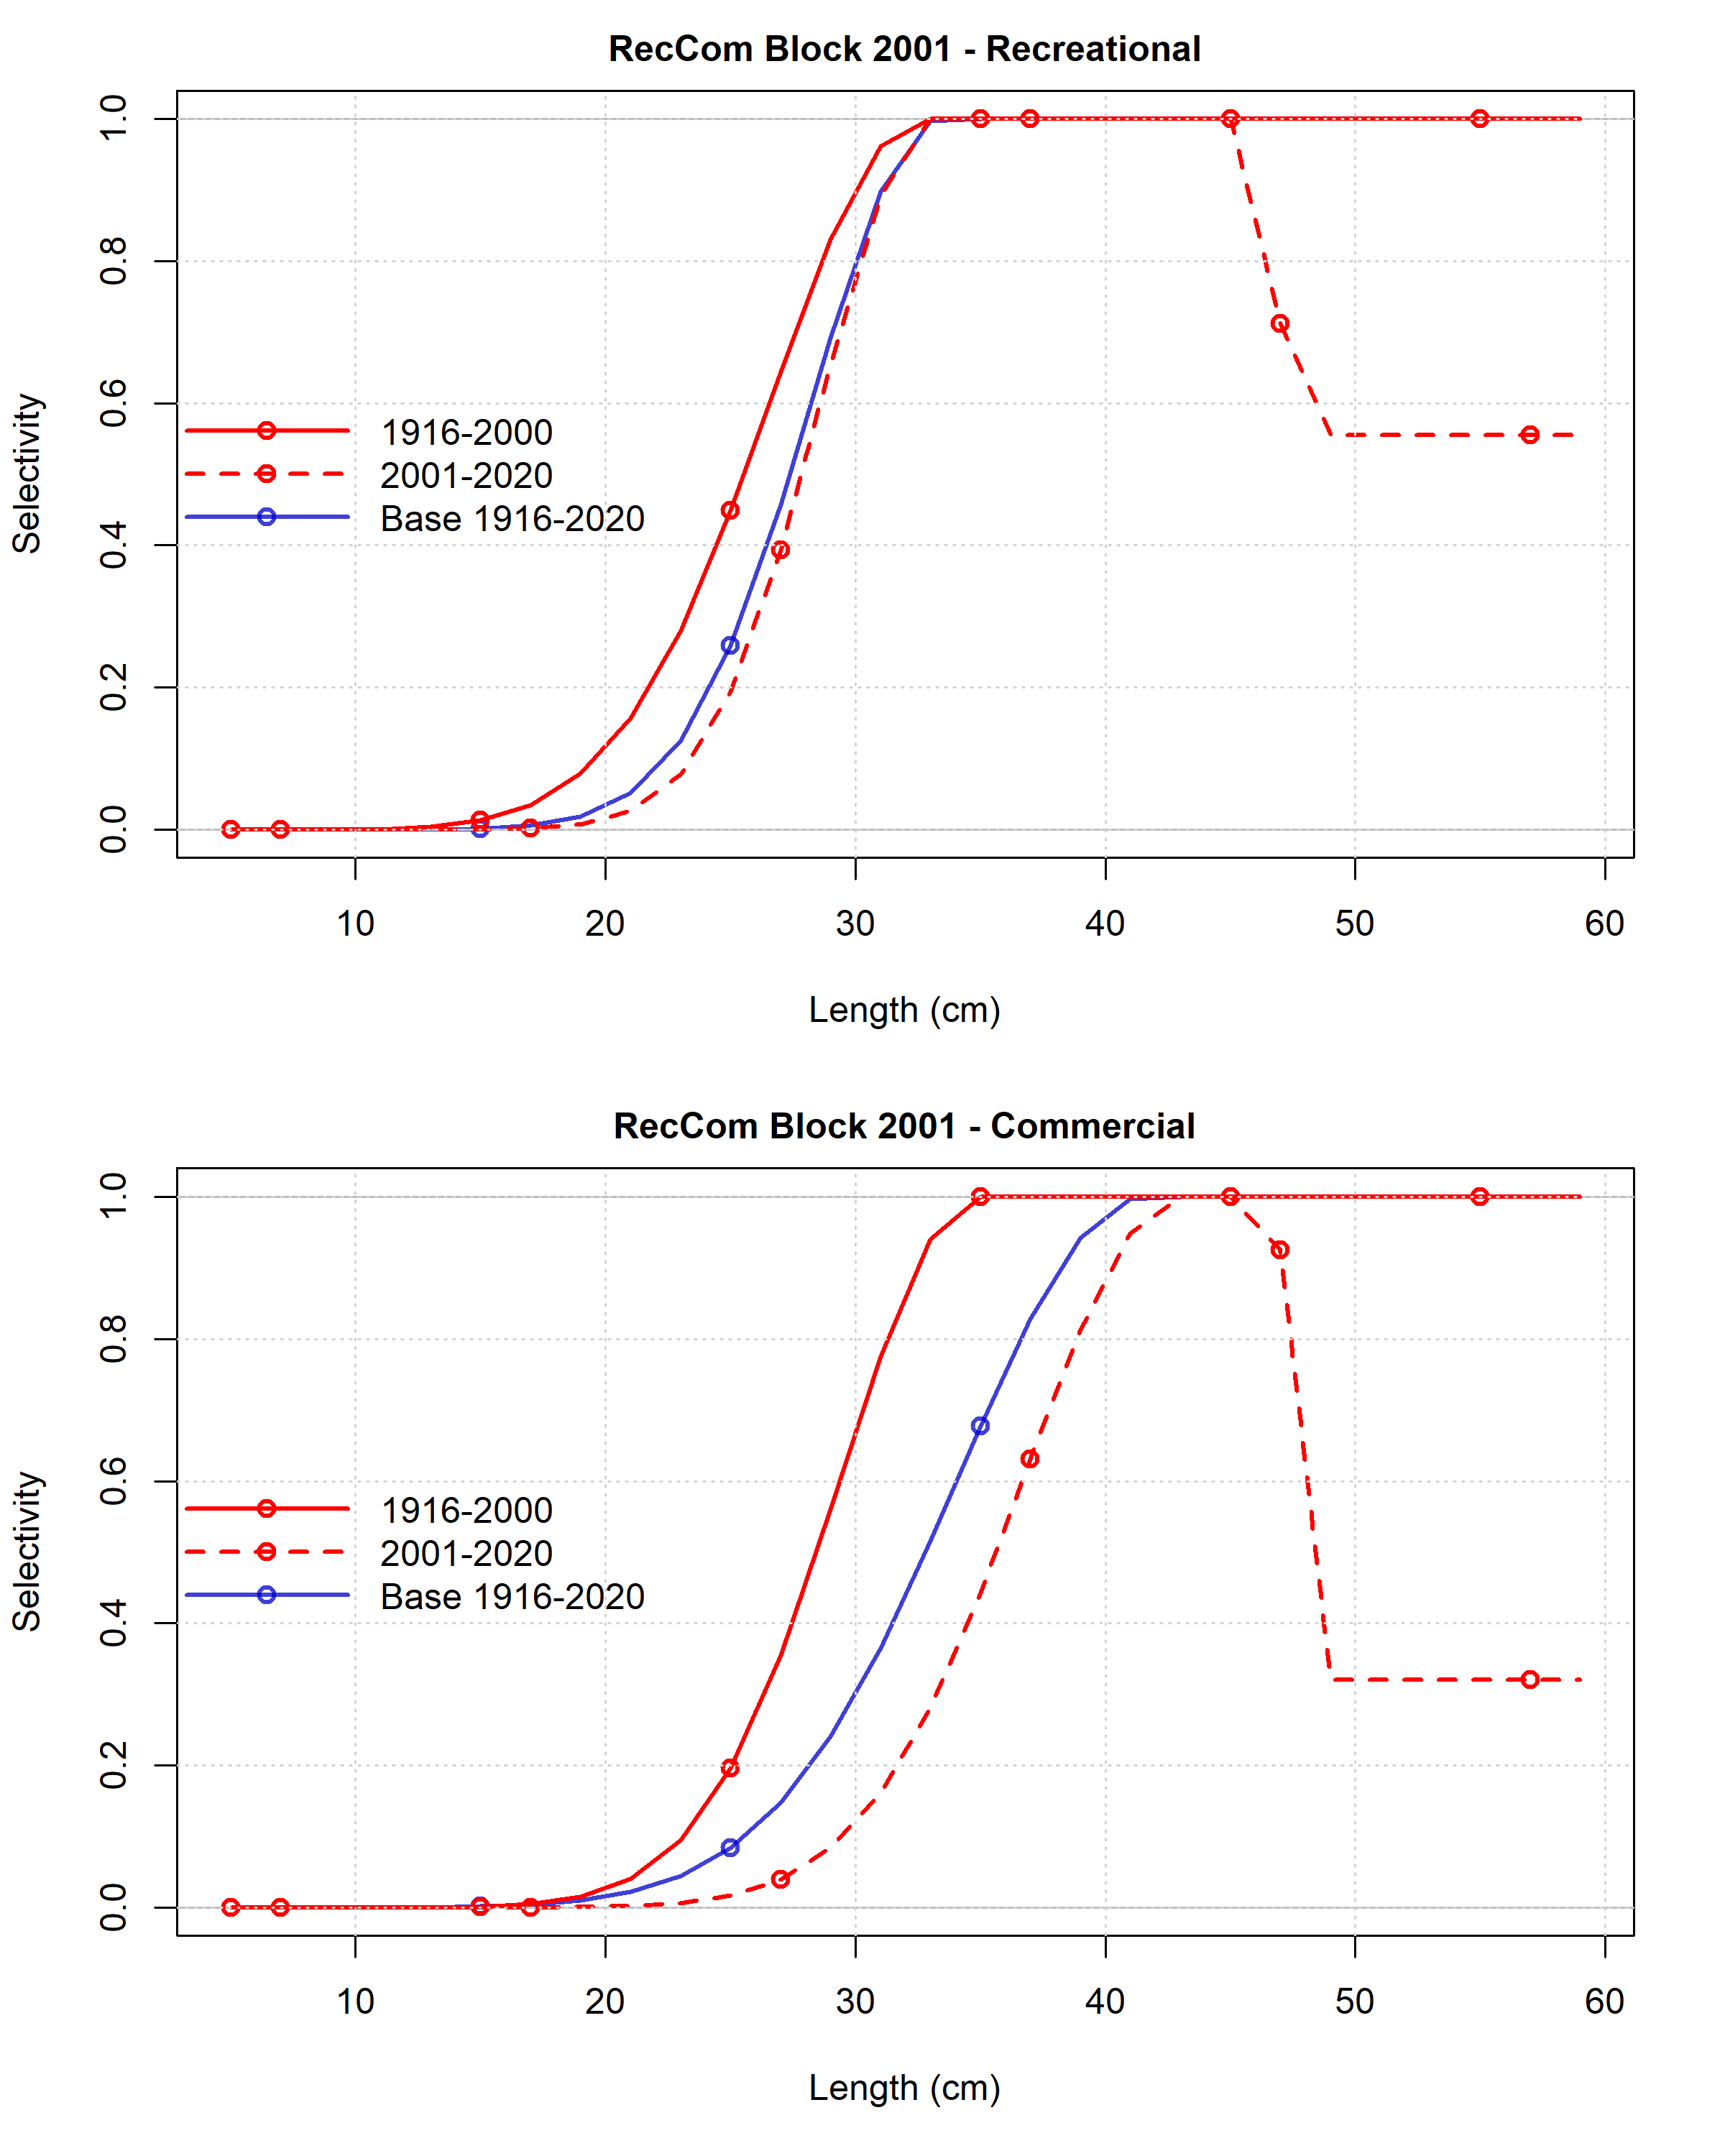 RecCom Block 2001 - Recreational
Selectivity
1.0
0.8
0.6
0.4
0.2
0.0
1916-2000
2001-2020
Base 1916-2020
10 20 30 40 50 60
Length (cm)
RecCom Block 2001 - Commercial
Selectivity
1.0
0.8
0.6
0.4
0.2
0.0
1916-2000
2001-2020
Base 1916-2020
10 20 30 40 50 60
Length (cm)